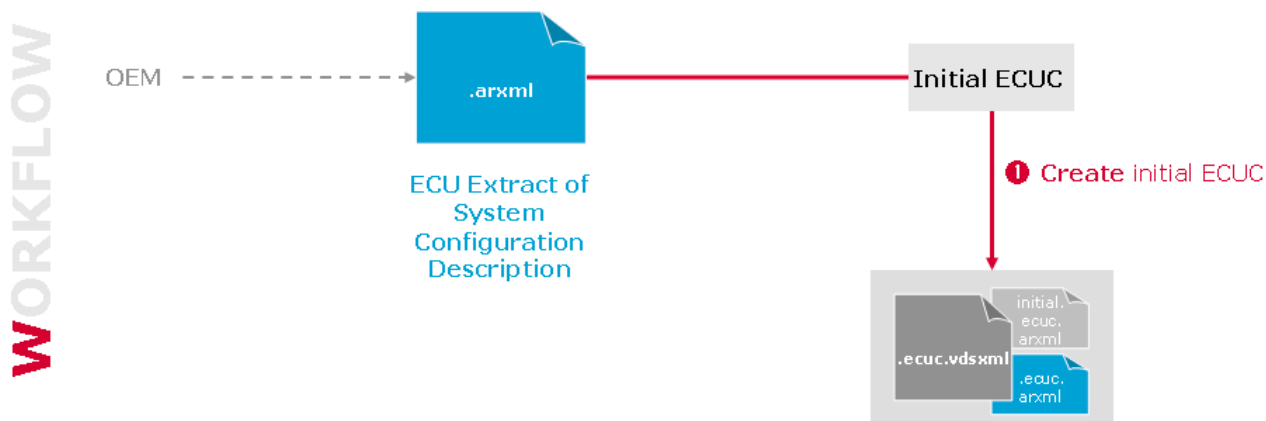 WORKFLOW
OEM
.arxml
Initial ECUC
ECU Extract of
System
Configuration
Description
1 Create initial ECUC
.ecuc.vdsxml
initial.
ecuc.
arxml
.ecuc.
arxml